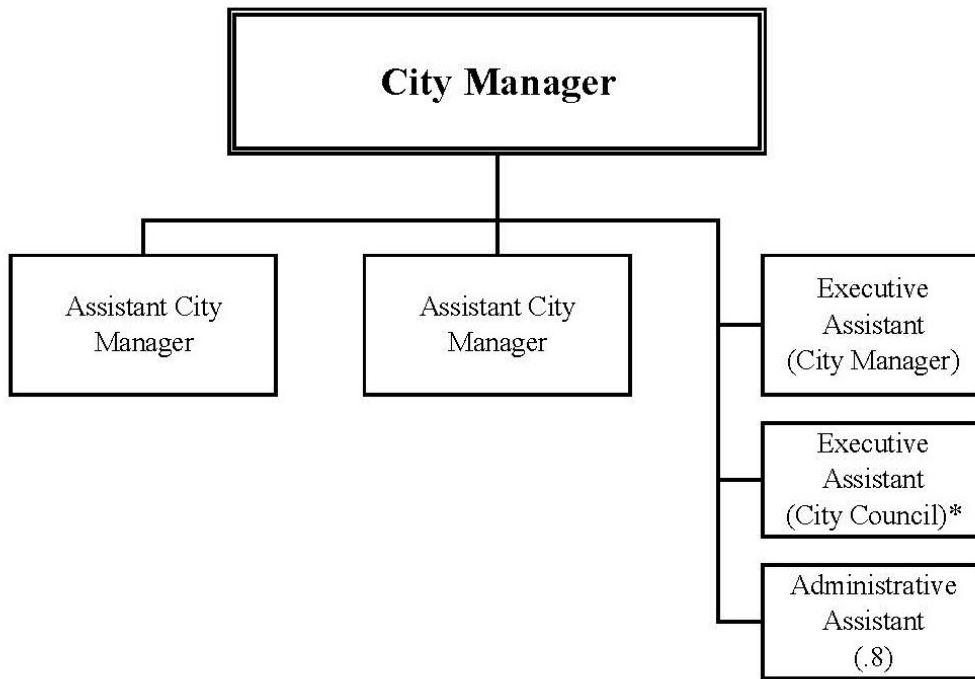 City Manager
Assistant City
Manager
Assistant City
Manager
Executive
Assistant
(City Manager)
Executive
Assistant
(City Council)*
Administrative
Assistant
(.8)